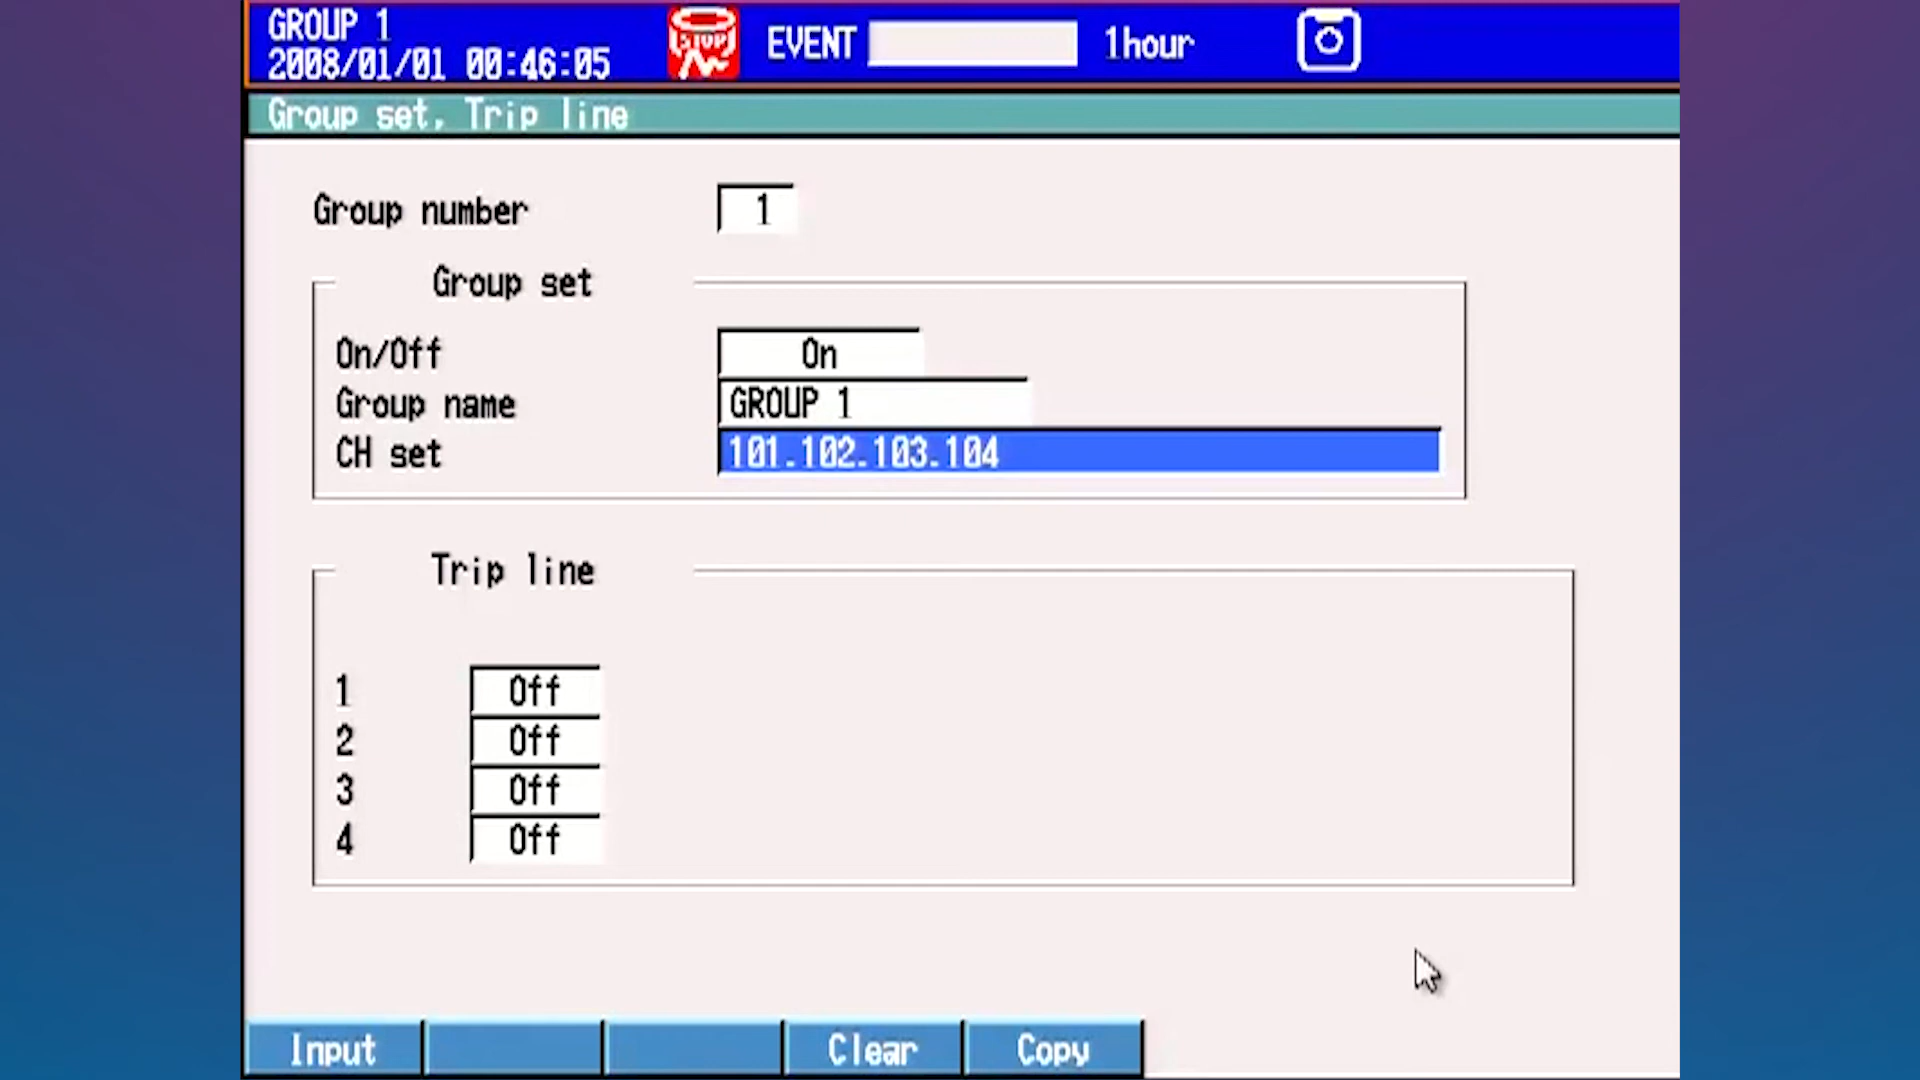 GROUP 1
2008/01/01 00:46:05
STOP
EVENT
1hour
Group set, Trip line
Group number 1
Group set
On/Off On
Group name GROUP 1
CH set 101.102.103.104
Trip line
1 Off
2 Off
3 Off
4 Off
Input Clear Copy